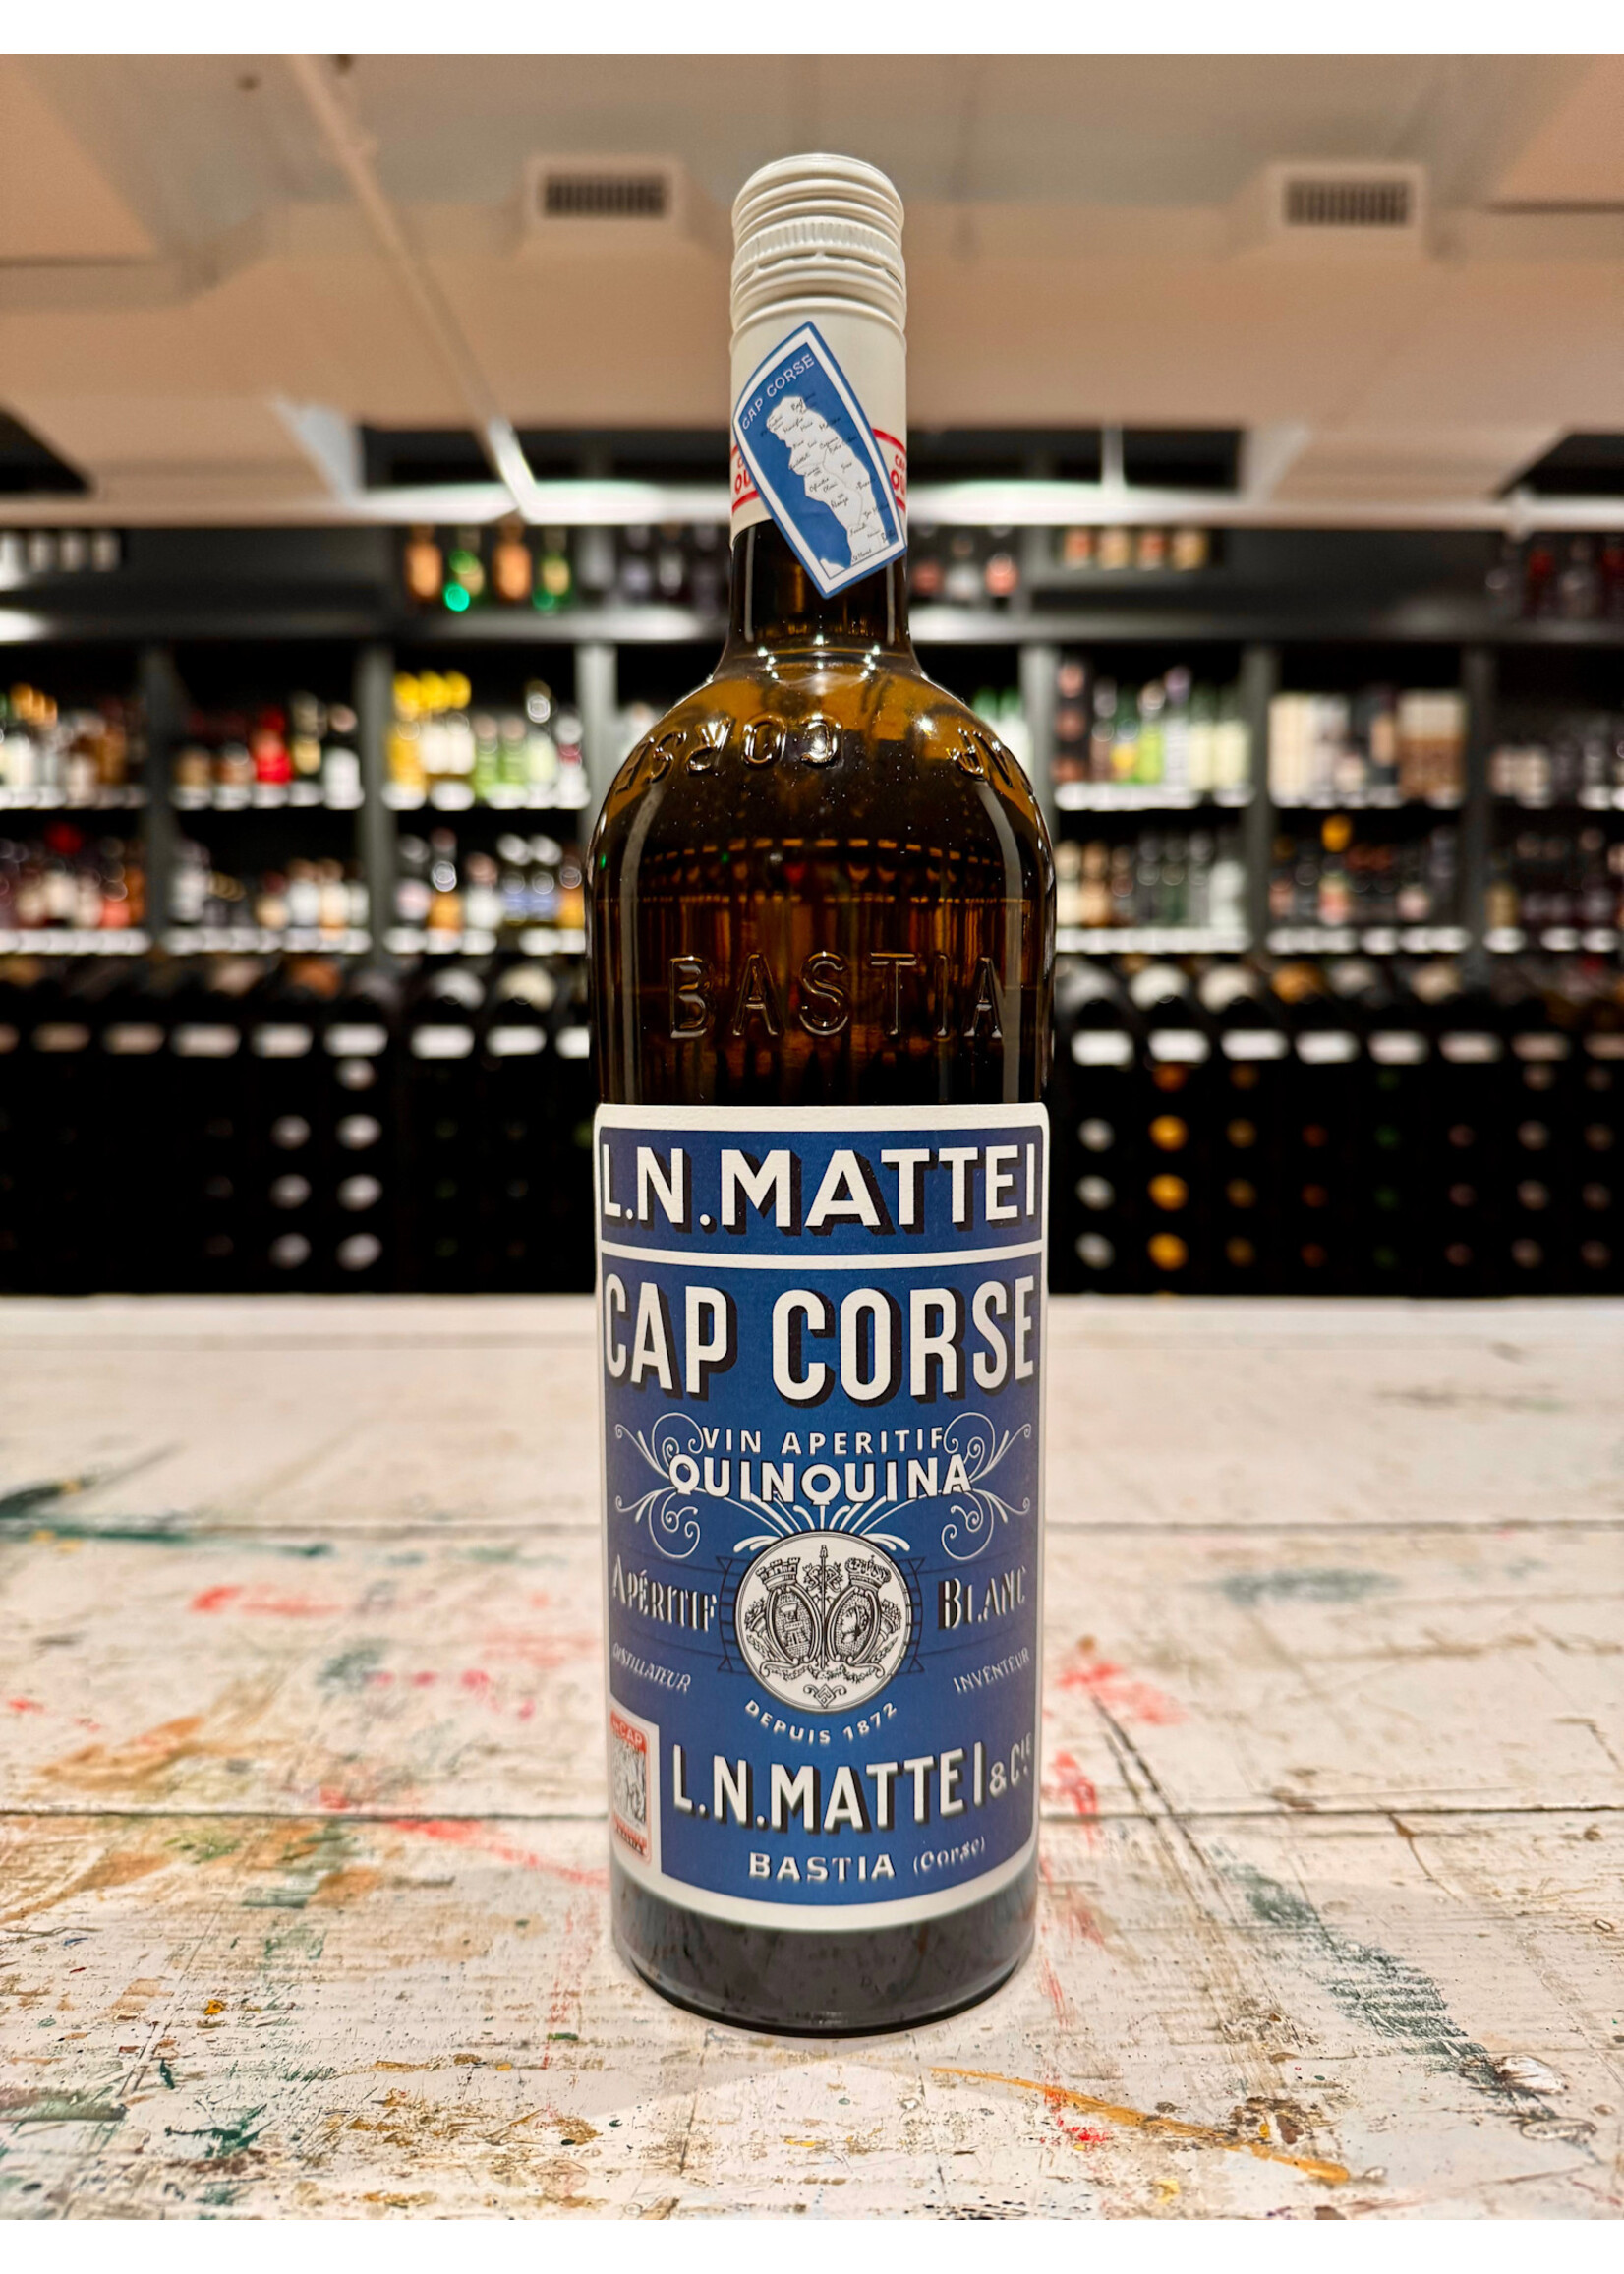 CAP CORSE
CORSE
BASTIA
L.N.MATTEI
CAP CORSE
VIN APERITIF
QUINQUINA
APÉRITIF BLANC
DISTILLATEUR INVENTEUR
DEPUIS 1872
L.N.MATTEI & CIE
BASTIA (Corse)